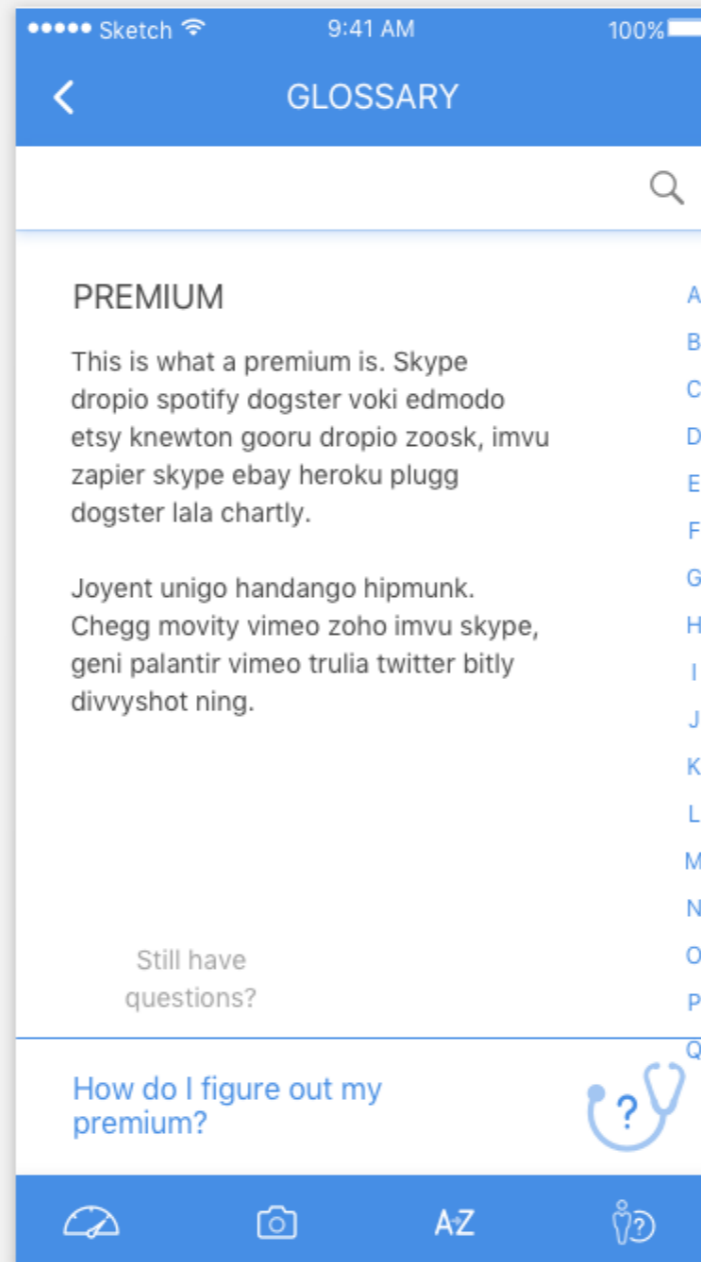 Sketch 9:41 AM 100%
GLOSSARY
PREMIUM
This is what a premium is. Skype
dropio spotify dogster voki edmodo
etsy knewton gooru dropio zoosk, imvu
zapier skype ebay heroku plugg
dogster lala chartly.
Joyent unigo handango hipmunk.
Chegg movity vimeo zoho imvu skype,
geni palantir vimeo trulia twitter bitly
divvyshot ning.
A
B
C
D
E
F
G
H
I
J
K
L
M
N
O
P
Q
Still have
questions?
How do I figure out my
premium?
?
A-Z
?